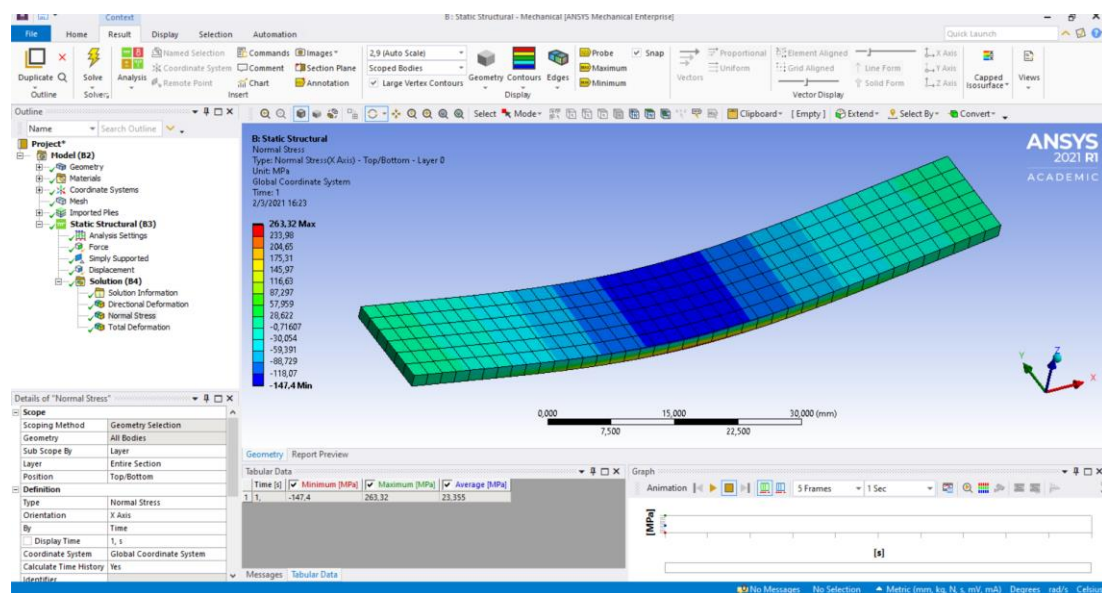 Context
B : Static Structural - Mechanical [ANSYS Mechanical Enterprise]
File Home Result Display Selection Automation
Quick Launch
Duplicate Q
Outline
Solve
Solver
Analysis
Named Selection
Coordinate System
Remote Point
Commands
Comment
Chart
Images
Section Plane
Annotation
Insert
2,9 (Auto Scale)
Scoped Bodies
Large Vertex Contours
Geometry Contours Edges
Display
Probe
Maximum
Minimum
Snap
Vectors
Proportional
Uniform
Element Aligned
Grid Aligned
Line Form
Solid Form
X Axis
Y Axis
Z Axis
Vector Display
Capped
Isosurface
Views
Outline
Name Search Outline
Select Mode Clipboard [Empty] Extend Select By Convert
Project*
Model (B2)
Geometry
Materials
Coordinate Systems
Mesh
Imported Plies
Static Structural (B3)
Analysis Settings
Force
Simply Supported
Displacement
Solution (B4)
Solution Information
Directional Deformation
Normal Stress
Total Deformation
B: Static Structural
Normal Stress
Type: Normal Stress(X Axis) - Top/Bottom - Layer 0
Unit: MPa
Global Coordinate System
Time: 1
2/3/2021 16:23
263,32 Max
233,98
204,65
175,31
145,97
116,63
87,297
57,959
28,622
-0,71607
-30,054
-59,391
-88,729
-118,07
-147,4 Min
ANSYS
2021 R1
ACADEMIC
Y
Z
X
0,000 15,000 30,000 (mm)
7,500 22,500
Details of "Normal Stress"
Scope
Scoping Method Geometry Selection
Geometry All Bodies
Sub Scope By Layer
Layer Entire Section
Position Top/Bottom
Definition
Type Normal Stress
Orientation X Axis
By Time
Display Time 1, s
Coordinate System Global Coordinate System
Calculate Time History Yes
Identifier
Geometry Report Preview
Tabular Data
Time [s] Minimum [MPa] Maximum [MPa] Average [MPa]
1 1, -147,4 263,32 23,355
Messages Tabular Data
Graph
Animation 5 Frames 1 Sec
[MPa]
[s]
No Messages No Selection Metric (mm, kg, N, s, mV, mA) Degrees rad/s Celsius